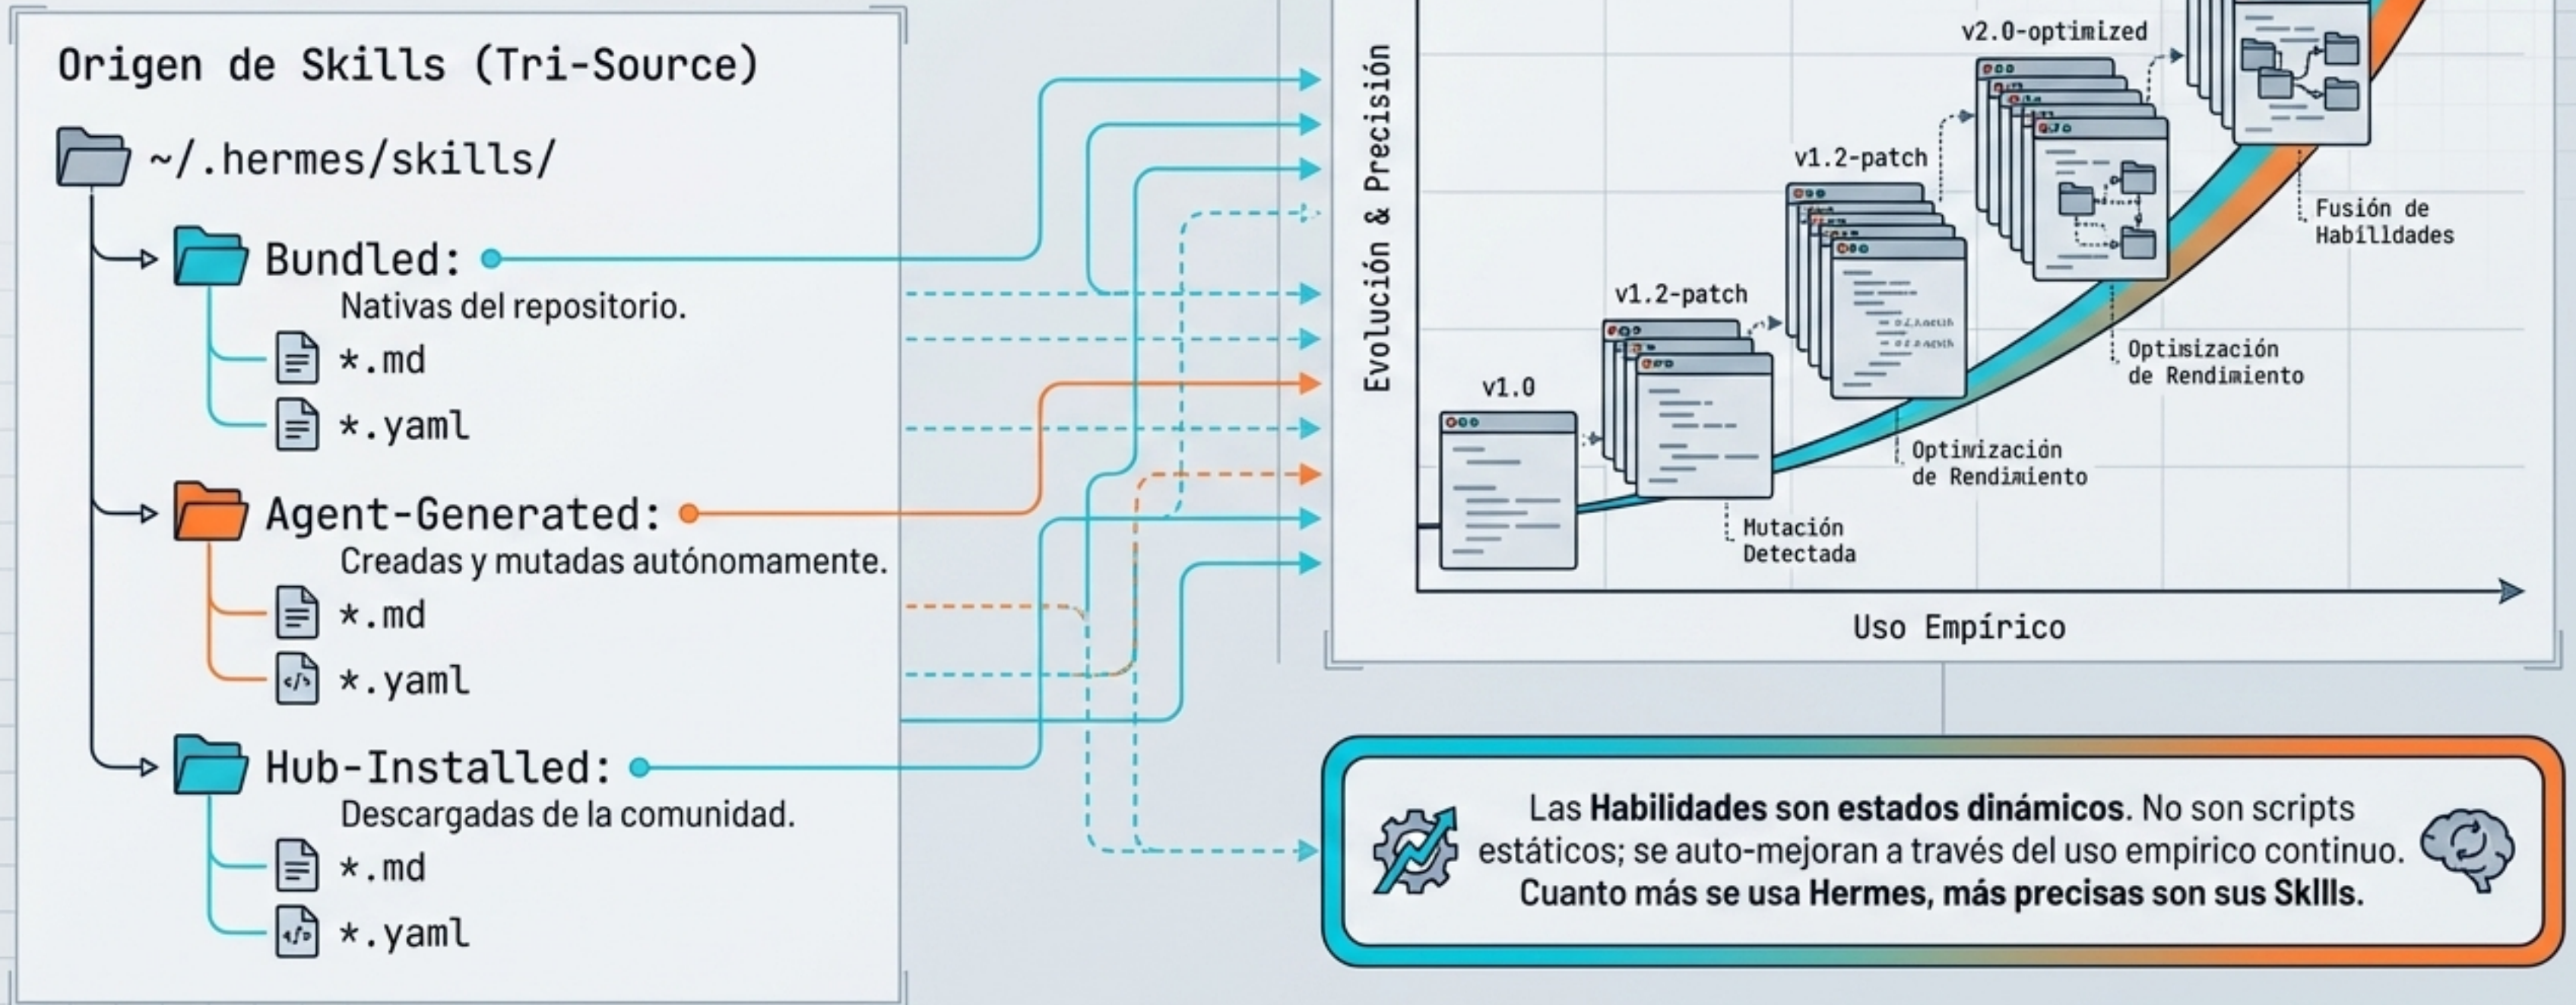 Origen de Skills (Tri-Source)
~/.hermes/skills/
Bundled:
Nativas del repositorio.
*.md
*.yaml
Agent-Generated:
Creadas y mutadas autónomamente.
*.md
*.yaml
Hub-Installed:
Descargadas de la comunidad.
*.md
*.yaml
Evolución & Precisión
v1.0
v1.2-patch
v1.2-patch
v2.0-optimized
Mutación
Detectada
Optimización
de Rendimiento
Optimsización
de Rendimiento
Fusión de
Habilldades
Uso Empírico
Las Habilidades son estados dinámicos. No son scripts
estáticos; se auto-mejoran a través del uso empirico continuo.
Cuanto más se usa Hermes, más precisas son sus Sklls.